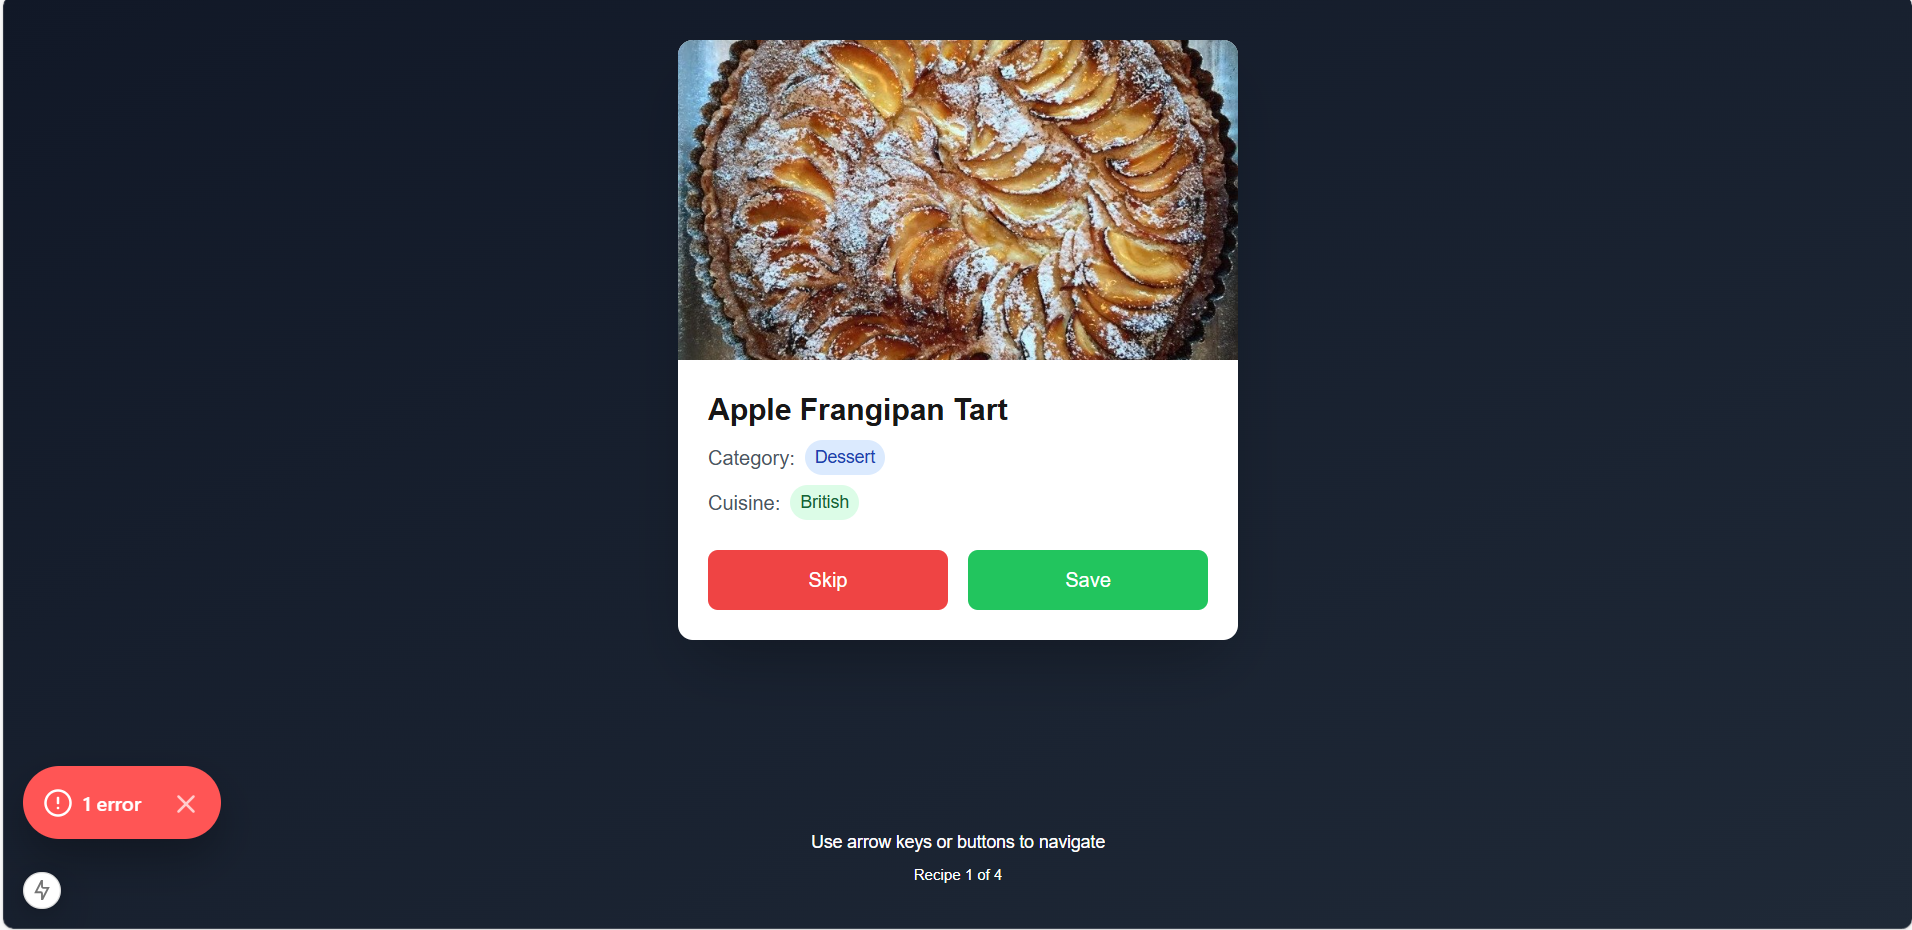 Apple Frangipan Tart
Category: Dessert
Cuisine: British
Skip
Save
1 error
Use arrow keys or buttons to navigate
Recipe 1 of 4